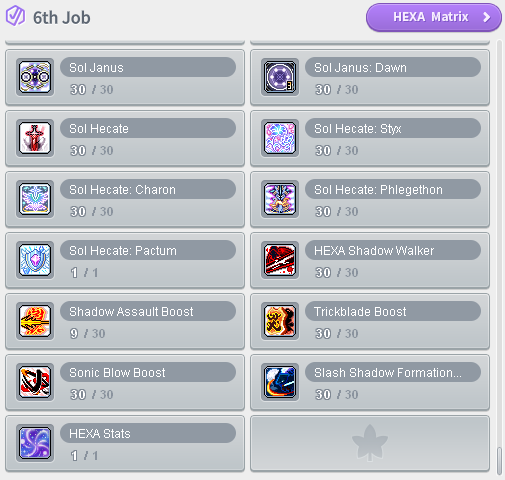 6th Job
HEXA Matrix
Sol Janus
30 / 30
Sol Janus: Dawn
30 / 30
Sol Hecate
30 / 30
Sol Hecate: Styx
30 / 30
Sol Hecate: Charon
30 / 30
Sol Hecate: Phlegethon
30 / 30
Sol Hecate: Pactum
1 / 1
HEXA Shadow Walker
30 / 30
Shadow Assault Boost
9 / 30
Trickblade Boost
30 / 30
Sonic Blow Boost
30 / 30
Slash Shadow Formation...
30 / 30
HEXA Stats
1 / 1